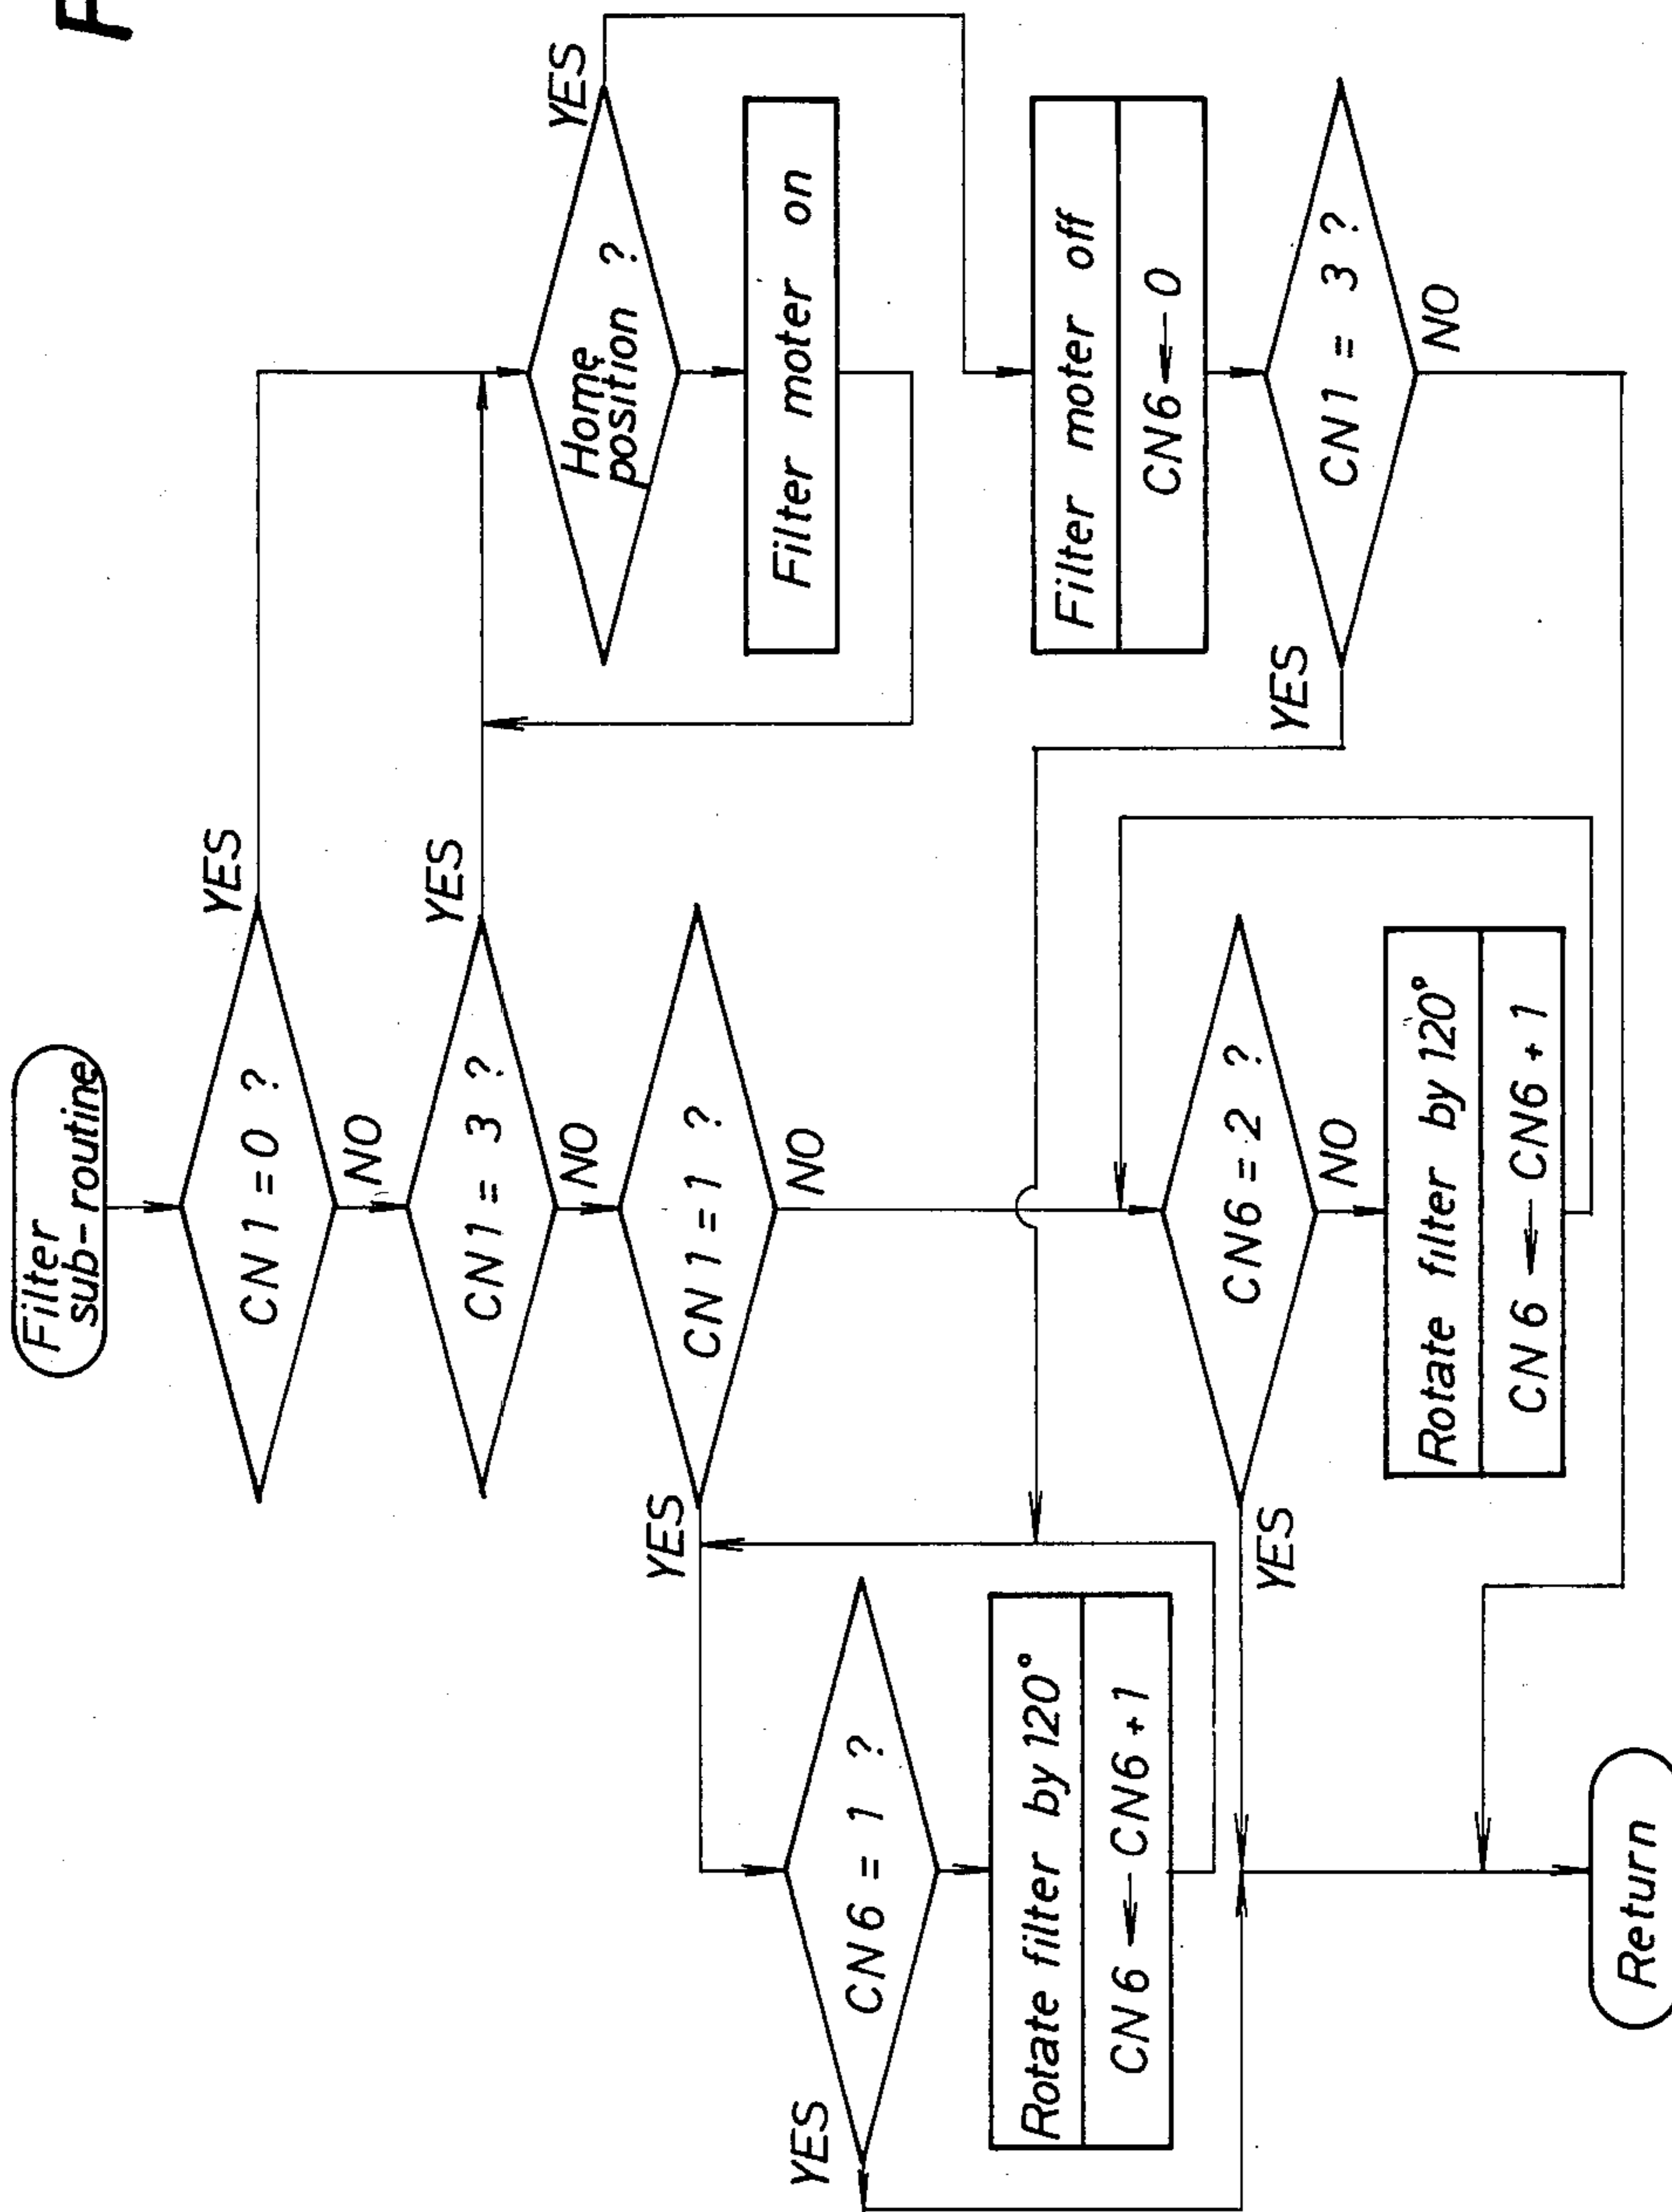 Filter
sub-routine
CN1=0 ?
YES
NO
CN1= 3 ?
YES
NO
CN1=1 ?
YES
NO
Home
position ?
YES
Filter moter on
Filter moter off
CN6←0
CN1 = 3 ?
YES
NO
CN6 = 1 ?
YES
Rotate filter by 120°
CN6 ← CN6+1
CN6=2 ?
YES
NO
Rotate filter by 120°
CN6 ← CN6+1
Return